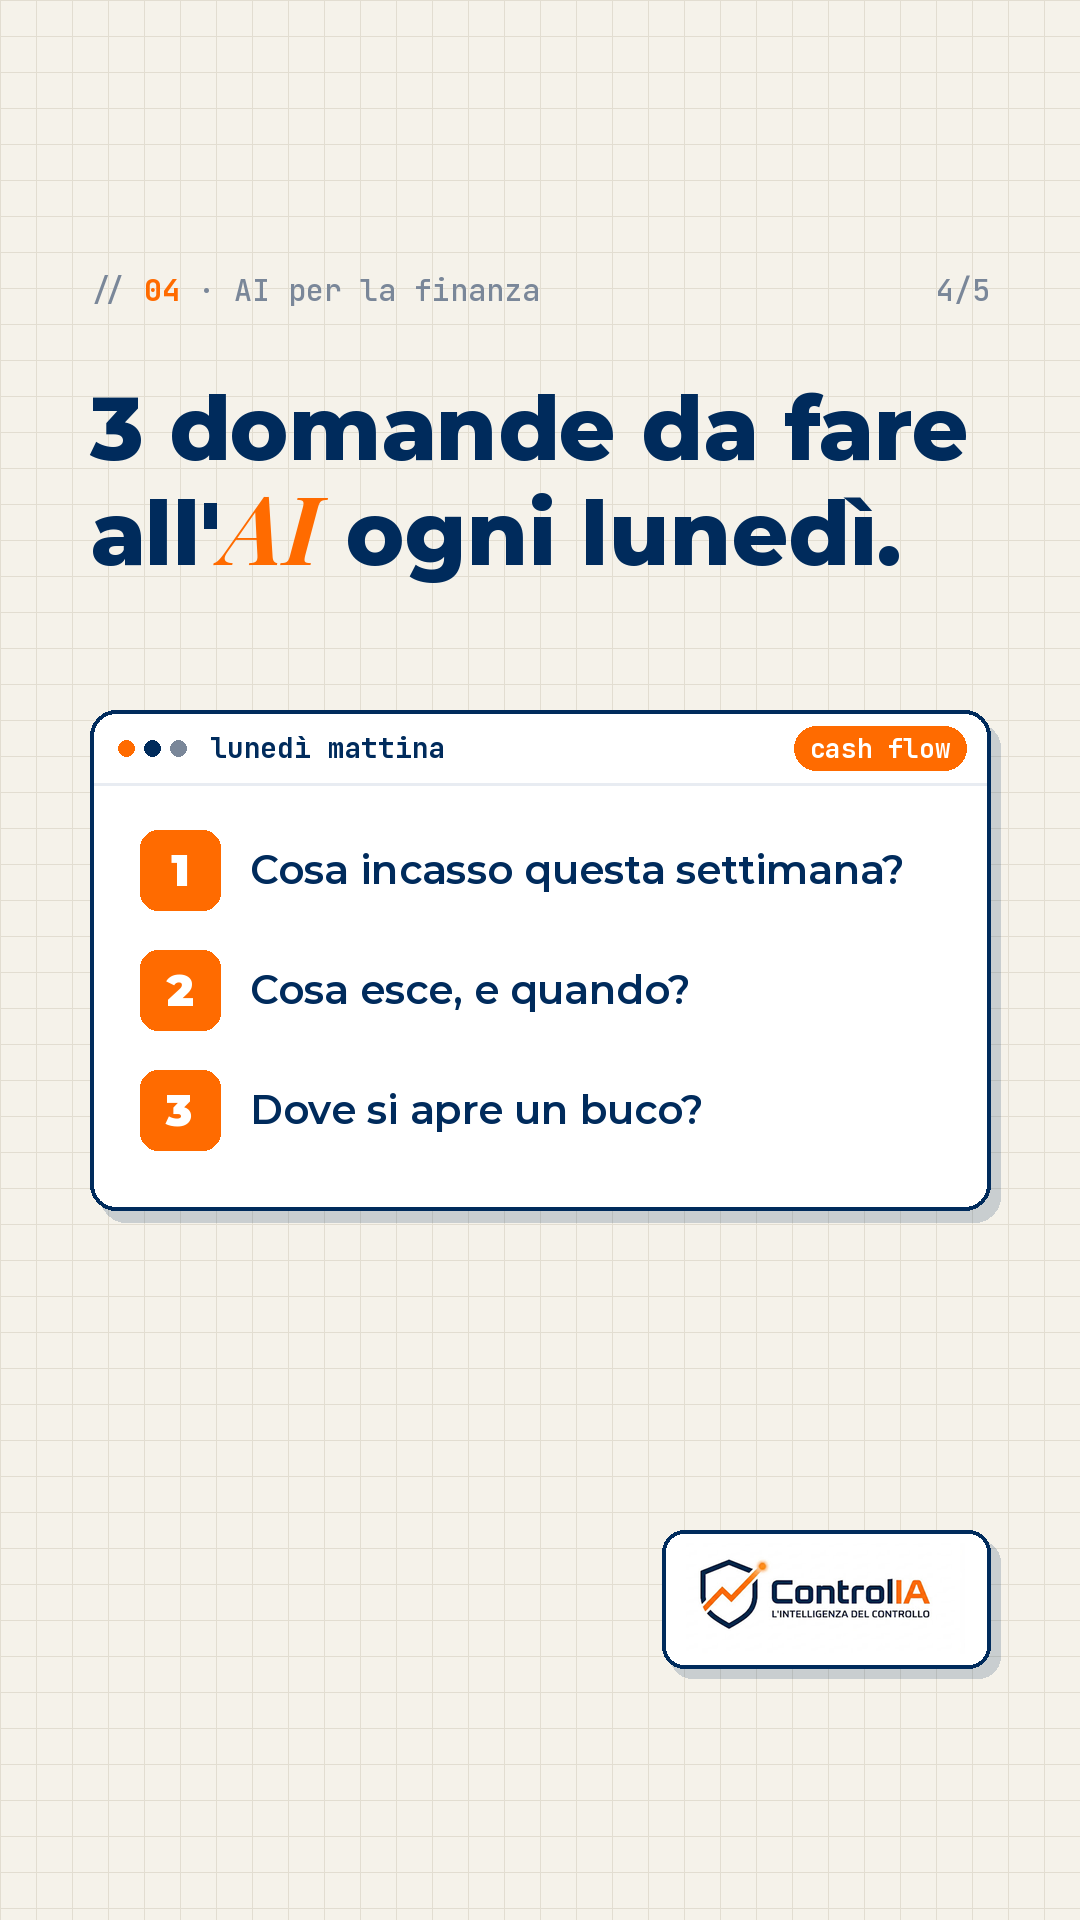 // 04 · AI per la finanza 4/5
3 domande da fare
all'AI ogni lunedì.
lunedì mattina cash flow
1 Cosa incasso questa settimana?
2 Cosa esce, e quando?
3 Dove si apre un buco?
ControlIA
L'INTELLIGENZA DEL CONTROLLO